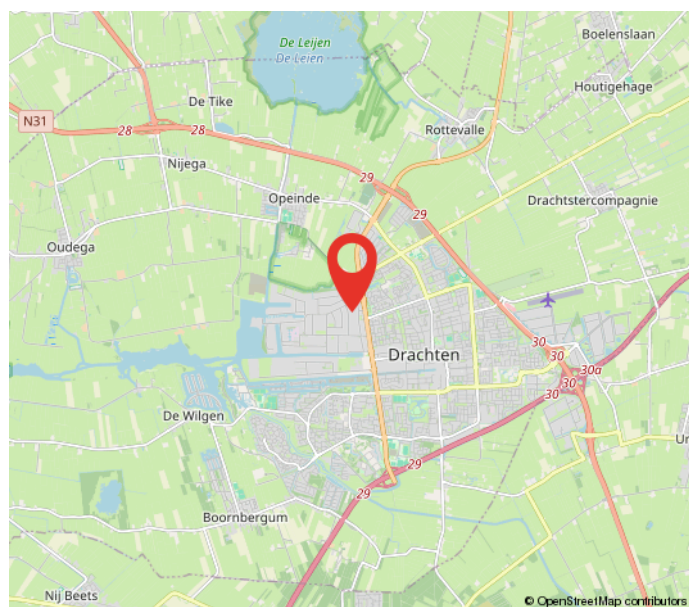 Boelenslaan
De Leijen
De Leien
Houtigehage
De Tike
N31
28
28
Rottevalle
Nijega
29
Opeinde
Drachtstercompagnie
29
Oudega
30
Drachten
30
30a
30
30
De Wilgen
Ur
29
29
Boornbergum
Nij Beets
© OpenStreetMap contributors